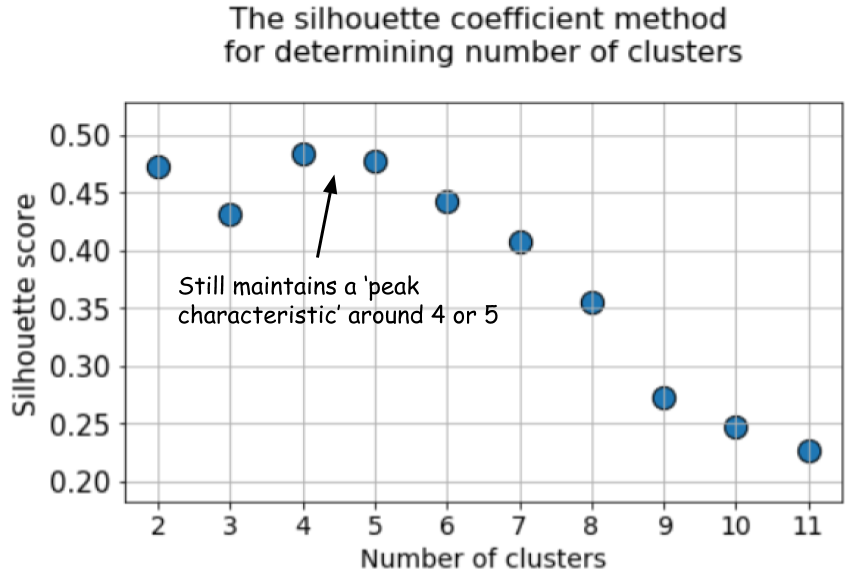 The silhouette coefficient method
for determining number of clusters
0.50
0.45
0.40
0.35
0.30
0.25
0.20
Silhouette score
Still maintains a ‘peak
characteristic’ around 4 or 5
2 3 4 5 6 7 8 9 10 11
Number of clusters